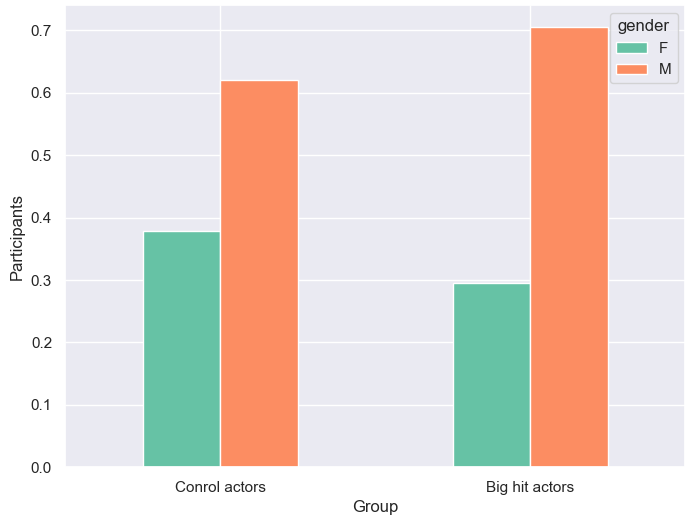 gender
F
M
0.7
0.6
0.5
0.4
0.3
0.2
0.1
0.0
Participants
Conrol actors
Big hit actors
Group